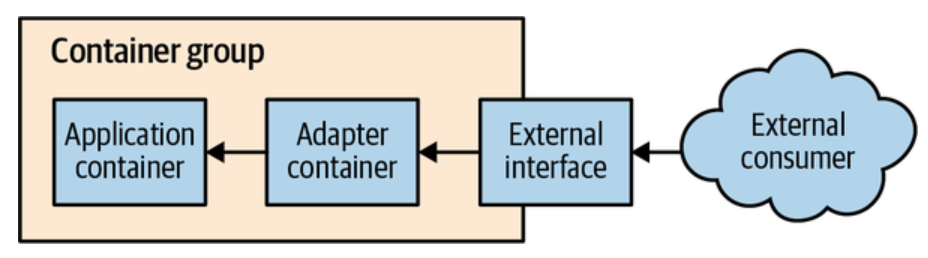 Container group
Application
container
Adapter
container
External
interface
External
consumer